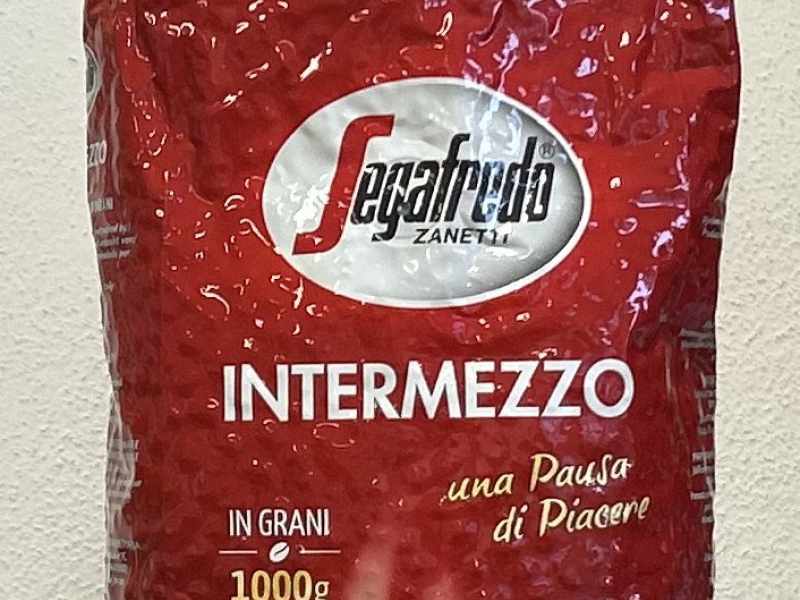 Segafredo®
ZANETTI
INTERMEZZO
una Pausa
di Piacere
IN GRANI
1000g